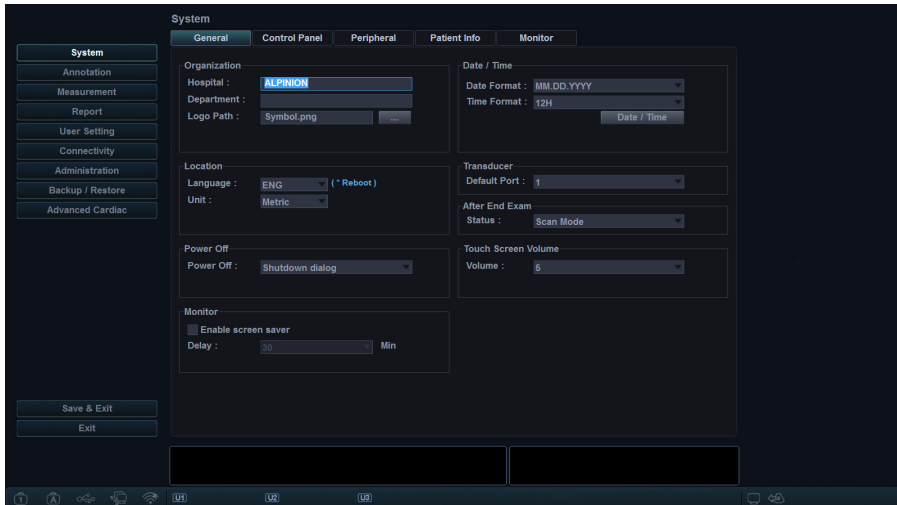 System
General Control Panel Peripheral Patient Info Monitor
System
Annotation
Measurement
Report
User Setting
Connectivity
Administration
Backup / Restore
Advanced Cardiac
Save & Exit
Exit
Organization
Hospital : ALPINION
Department :
Logo Path : Symbol.png ...
Date / Time
Date Format : MM.DD.YYYY
Time Format : 12H
Date / Time
Location
Language : ENG (* Reboot )
Unit : Metric
Transducer
Default Port : 1
After End Exam
Status : Scan Mode
Power Off
Power Off : Shutdown dialog
Touch Screen Volume
Volume : 5
Monitor
Enable screen saver
Delay : 30 Min
1 A U1 U2 U3